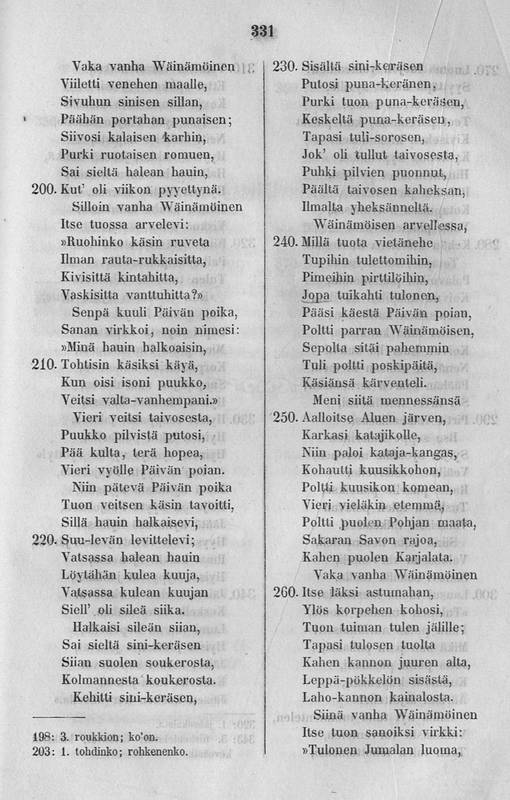 331
Vaka vanha Wäinämöinen
Viiletti venehen maalle,
Sivuhun sinisen sillan,
Päähän portahan punaisen;
Siivosi kalaisen karhin,
Purki ruotaisen romuen,
Sai sieltä halean hauin,
200. Kut' oli viikon pyyettynä.
Silloin vanha Wäinämöinen
Itse tuossa arvelevi:
»Ruohinko käsin ruveta
Ilman rauta-rukkaisitta,
Kivisittä kintahitta,
Vaskisitta vanttuhitta?»
Senpä kuuli Päivän poika,
Sanan virkkoi, noin nimesi:
»Minä hauin halkoaisin,
210. Tohtisin käsiksi käyä,
Kun oisi isoni puukko,
Veitsi valta-vanhempani.»
Vieri veitsi taivosesta,
Puukko pilvistä putosi,
Pää kulta, terä hopea,
Vieri vyölle Päivän poian.
Niin pätevä Päivän poika
Tuon veitsen käsin tavoitti,
Sillä hauin halkaisevi,
220. Suu-levän levittelevi;
Vatsassa halean hauin
Löytähän kulea kuuja,
Vatsassa kulean kuujan
Siell' oli sileä siika.
Halkaisi sileän siian,
Sai sieltä sini-keräsen
Siian suolen soukerosta,
Kolmannesta koukerosta.
Kehitti sini-keräsen,
198: 3. roukkion; ko'on.
203: 1. tohdinko; rohkenenko.
230. Sisältä sini-keräsen
Putosi puna-keränen,
Purki tuon puna-keräsen,
Keskeltä puna-keräsen,
Tapasi tuli-sorosen,
Jok' oli tullut taivosesta,
Puhki pilvien puonnut,
Päältä taivosen kaheksan,
Ilmalta yheksänneltä.
Wäinämöisen arvellessa,
240. Millä tuota vietänehe
Tupihin tulettomihin,
Pimeihin pirttilöihin,
Jopa tuikahti tulonen,
Pääsi käestä Päivän poian,
Poltti parran Wäinämöisen,
Sepolta sitäi pahemmin
Tuli poltti poskipäitä,
Käsiänsä kärventeli.
Meni siitä mennessänsä
250. Aalloitse Aluen järven,
Karkasi katajikolle,
Niin paloi kataja-kangas,
Kohautti kuusikkohon,
Poltti kuusikon komean,
Vieri vieläkin etemmä,
Poltti puolen Pohjan maata,
Sakaran Savon rajoa,
Kahen puolen Karjalata.
Vaka vanha Wäinämöinen
260. Itse läksi astumahan,
Ylös korpehen kohosi,
Tuon tuiman tulen jälille;
Tapasi tulosen tuolta
Kahen kannon juuren alta,
Leppä-pökkelön sisästä,
Laho-kannon kainalosta.
Siinä vanha Wäinämöinen
Itse tuon sanoiksi virkki:
»Tulonen Jumalan luoma,